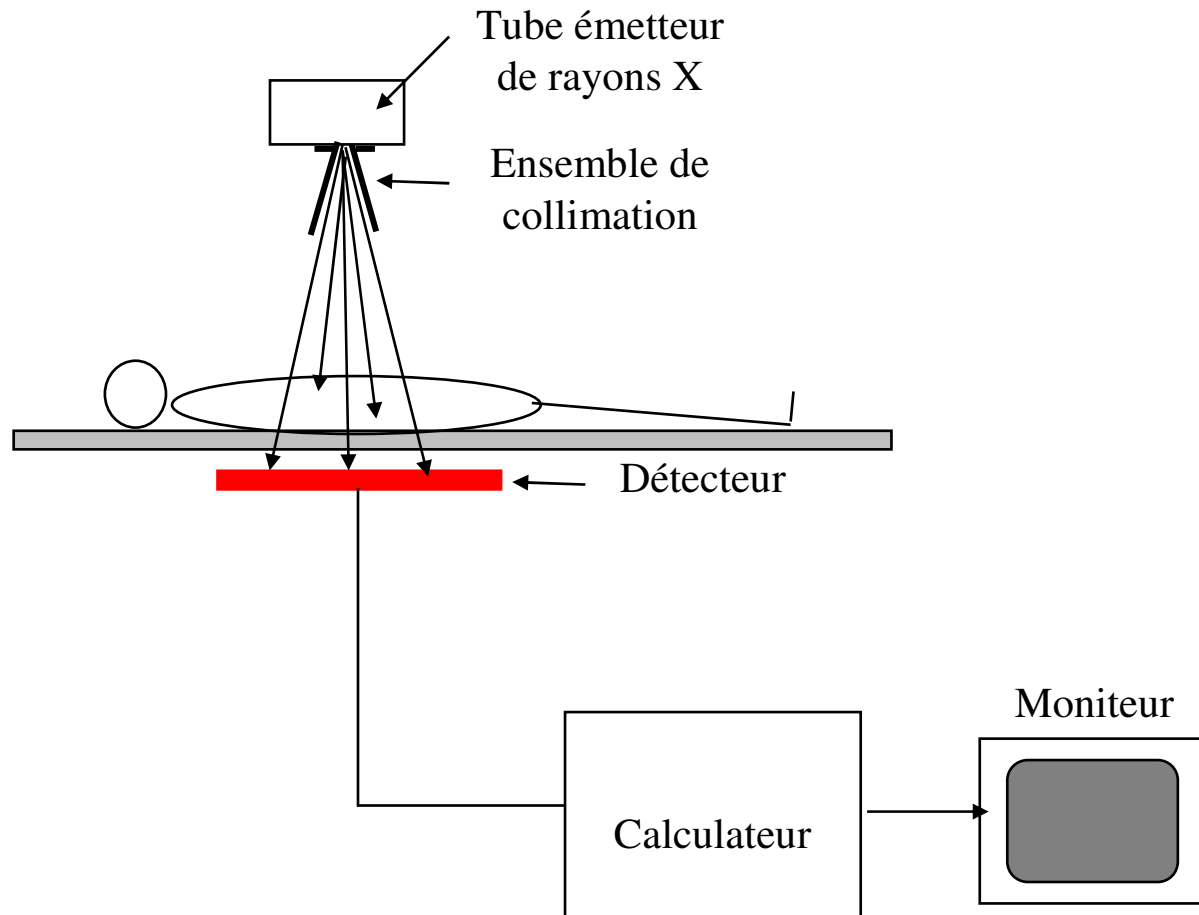 Tube émetteur
de rayons X
Ensemble de
collimation
Détecteur
Moniteur
Calculateur